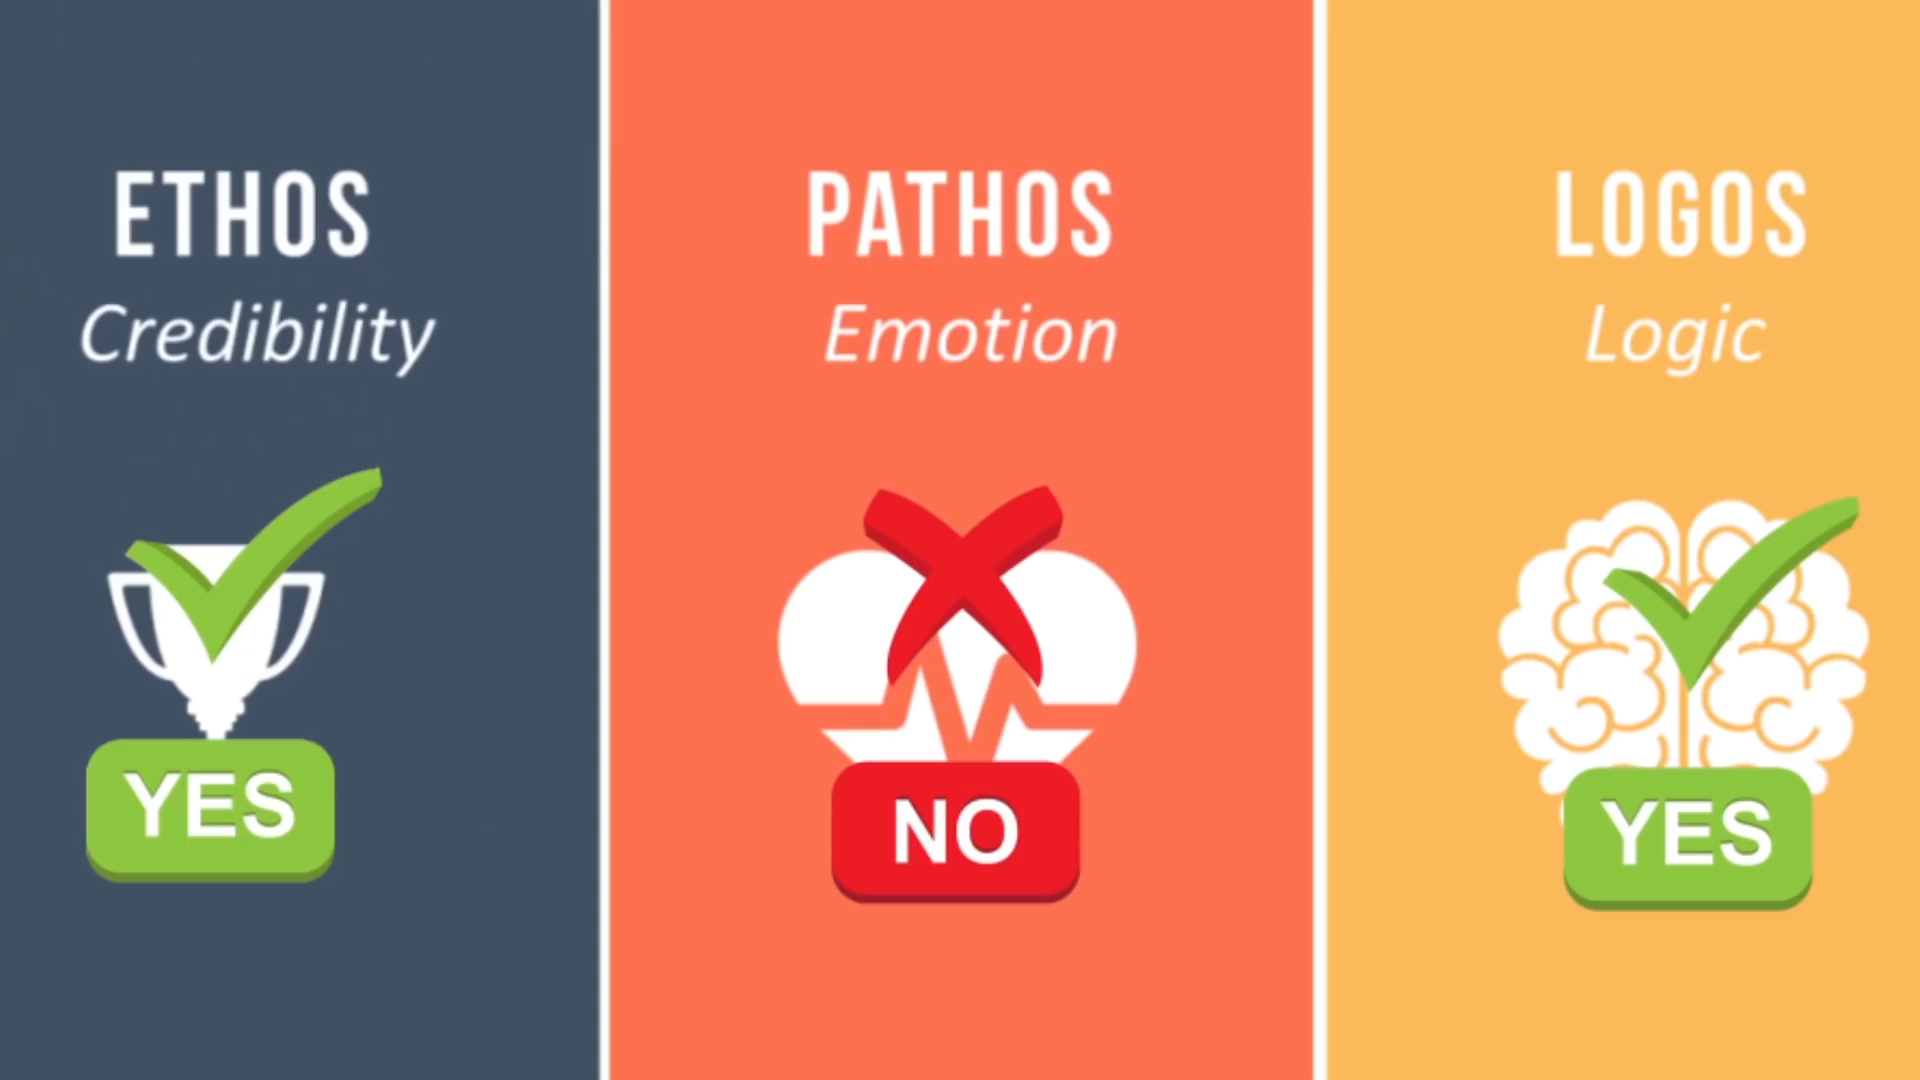 ETHOS
Credibility
YES
PATHOS
Emotion
NO
LOGOS
Logic
YES